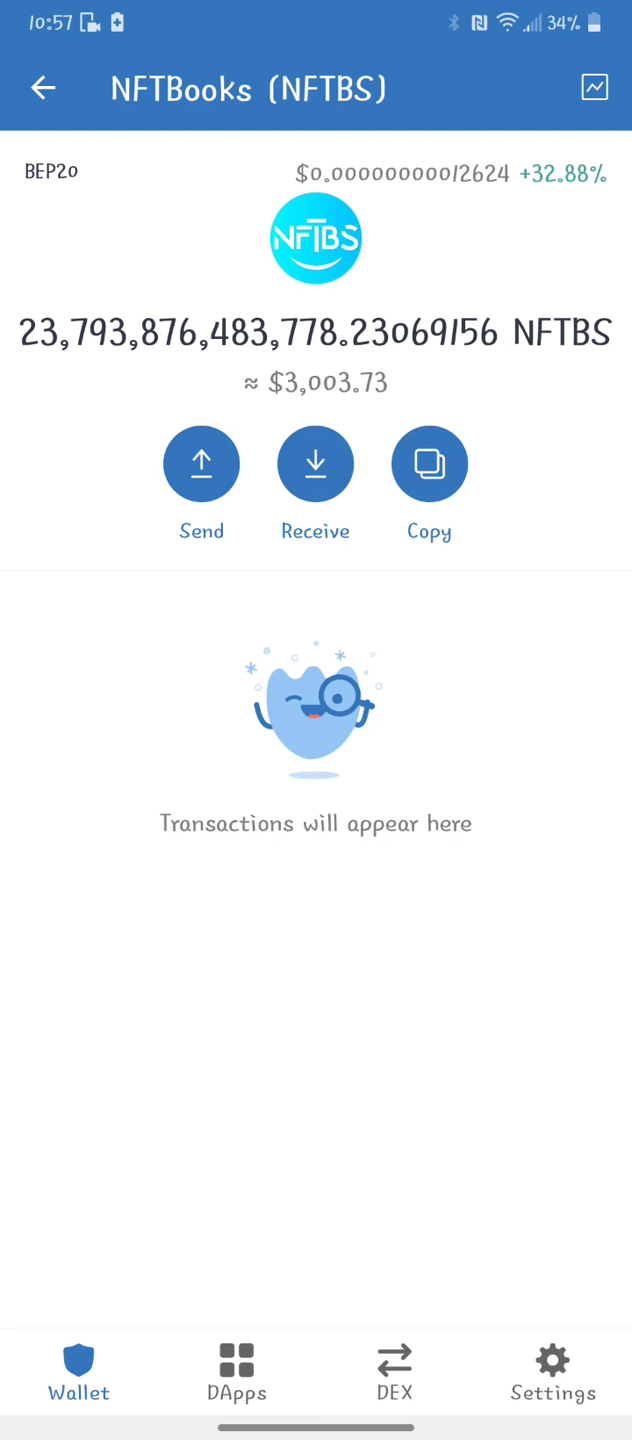 10:57 34%
NFTBooks (NFTBS)
BEP20 $0.00000000012624 +32.88%
NFTBS
23,793,876,483,778.23069156 NFTBS
≈ $3,003.73
Send Receive Copy
Transactions will appear here
Wallet DApps DEX Settings